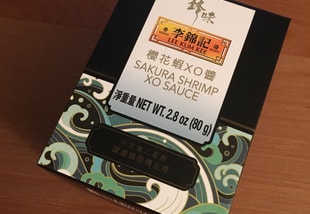 鋒味
李錦記
LEE KUM KEE
櫻花蝦XO醬
SAKURA SHRIMP
XO SAUCE
淨重量 NET WT. 2.8 oz (80 g)